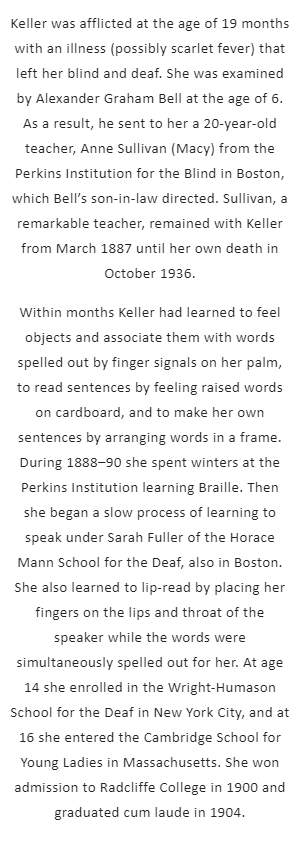 Keller was afflicted at the age of 19 months
with an illness (possibly scarlet fever) that
left her blind and deaf. She was examined
by Alexander Graham Bell at the age of 6.
As a result, he sent to her a 20-year-old
teacher, Anne Sullivan (Macy) from the
Perkins Institution for the Blind in Boston,
which Bell’s son-in-law directed. Sullivan, a
remarkable teacher, remained with Keller
from March 1887 until her own death in
October 1936.
Within months Keller had learned to feel
objects and associate them with words
spelled out by finger signals on her palm,
to read sentences by feeling raised words
on cardboard, and to make her own
sentences by arranging words in a frame.
During 1888–90 she spent winters at the
Perkins Institution learning Braille. Then
she began a slow process of learning to
speak under Sarah Fuller of the Horace
Mann School for the Deaf, also in Boston.
She also learned to lip-read by placing her
fingers on the lips and throat of the
speaker while the words were
simultaneously spelled out for her. At age
14 she enrolled in the Wright-Humason
School for the Deaf in New York City, and at
16 she entered the Cambridge School for
Young Ladies in Massachusetts. She won
admission to Radcliffe College in 1900 and
graduated cum laude in 1904.